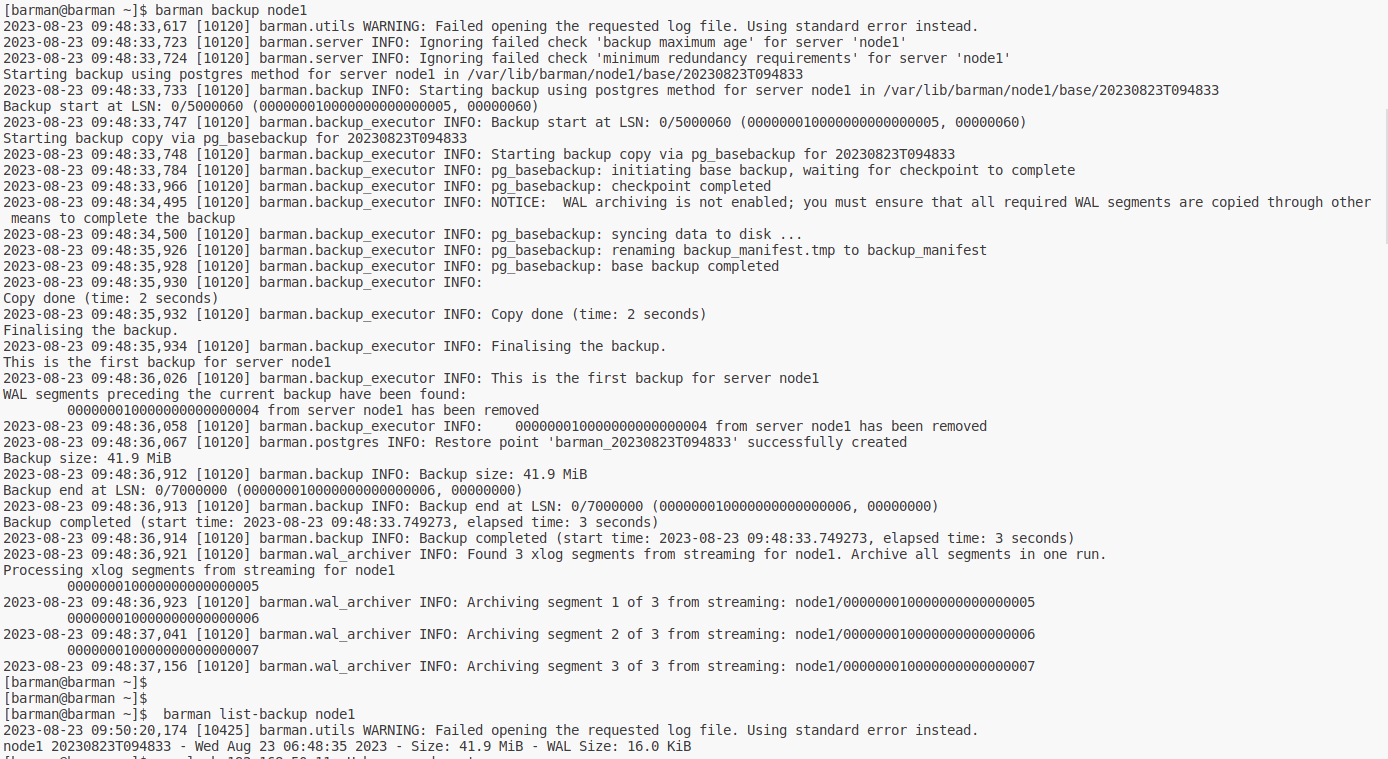 [barman@barman ~]$ barman backup node1
2023-08-23 09:48:33,617 [10120] barman.utils WARNING: Failed opening the requested log file. Using standard error instead.
2023-08-23 09:48:33,723 [10120] barman.server INFO: Ignoring failed check 'backup maximum age' for server 'node1'
2023-08-23 09:48:33,724 [10120] barman.server INFO: Ignoring failed check 'minimum redundancy requirements' for server 'node1'
Starting backup using postgres method for server node1 in /var/lib/barman/node1/base/20230823T094833
2023-08-23 09:48:33,733 [10120] barman.backup INFO: Starting backup using postgres method for server node1 in /var/lib/barman/node1/base/20230823T094833
Backup start at LSN: 0/5000060 (000000010000000000000005, 00000060)
2023-08-23 09:48:33,747 [10120] barman.backup_executor INFO: Backup start at LSN: 0/5000060 (000000010000000000000005, 00000060)
Starting backup copy via pg_basebackup for 20230823T094833
2023-08-23 09:48:33,748 [10120] barman.backup_executor INFO: Starting backup copy via pg_basebackup for 20230823T094833
2023-08-23 09:48:33,784 [10120] barman.backup_executor INFO: pg_basebackup: initiating base backup, waiting for checkpoint to complete
2023-08-23 09:48:33,966 [10120] barman.backup_executor INFO: pg_basebackup: checkpoint completed
2023-08-23 09:48:34,495 [10120] barman.backup_executor INFO: NOTICE:  WAL archiving is not enabled; you must ensure that all required WAL segments are copied through other
 means to complete the backup
2023-08-23 09:48:34,500 [10120] barman.backup_executor INFO: pg_basebackup: syncing data to disk ...
2023-08-23 09:48:35,926 [10120] barman.backup_executor INFO: pg_basebackup: renaming backup_manifest.tmp to backup_manifest
2023-08-23 09:48:35,928 [10120] barman.backup_executor INFO: pg_basebackup: base backup completed
2023-08-23 09:48:35,930 [10120] barman.backup_executor INFO:
Copy done (time: 2 seconds)
2023-08-23 09:48:35,932 [10120] barman.backup_executor INFO: Copy done (time: 2 seconds)
Finalising the backup.
2023-08-23 09:48:35,934 [10120] barman.backup_executor INFO: Finalising the backup.
This is the first backup for server node1
2023-08-23 09:48:36,026 [10120] barman.backup_executor INFO: This is the first backup for server node1
WAL segments preceding the current backup have been found:
        000000010000000000000004 from server node1 has been removed
2023-08-23 09:48:36,058 [10120] barman.backup_executor INFO:    000000010000000000000004 from server node1 has been removed
2023-08-23 09:48:36,067 [10120] barman.postgres INFO: Restore point 'barman_20230823T094833' successfully created
Backup size: 41.9 MiB
2023-08-23 09:48:36,912 [10120] barman.backup INFO: Backup size: 41.9 MiB
Backup end at LSN: 0/7000000 (000000010000000000000006, 00000000)
2023-08-23 09:48:36,913 [10120] barman.backup INFO: Backup end at LSN: 0/7000000 (000000010000000000000006, 00000000)
Backup completed (start time: 2023-08-23 09:48:33.749273, elapsed time: 3 seconds)
2023-08-23 09:48:36,914 [10120] barman.backup INFO: Backup completed (start time: 2023-08-23 09:48:33.749273, elapsed time: 3 seconds)
2023-08-23 09:48:36,921 [10120] barman.wal_archiver INFO: Found 3 xlog segments from streaming for node1. Archive all segments in one run.
Processing xlog segments from streaming for node1
        000000010000000000000005
2023-08-23 09:48:36,923 [10120] barman.wal_archiver INFO: Archiving segment 1 of 3 from streaming: node1/000000010000000000000005
        000000010000000000000006
2023-08-23 09:48:37,041 [10120] barman.wal_archiver INFO: Archiving segment 2 of 3 from streaming: node1/000000010000000000000006
        000000010000000000000007
2023-08-23 09:48:37,156 [10120] barman.wal_archiver INFO: Archiving segment 3 of 3 from streaming: node1/000000010000000000000007
[barman@barman ~]$
[barman@barman ~]$
[barman@barman ~]$  barman list-backup node1
2023-08-23 09:50:20,174 [10425] barman.utils WARNING: Failed opening the requested log file. Using standard error instead.
node1 20230823T094833 - Wed Aug 23 06:48:35 2023 - Size: 41.9 MiB - WAL Size: 16.0 KiB